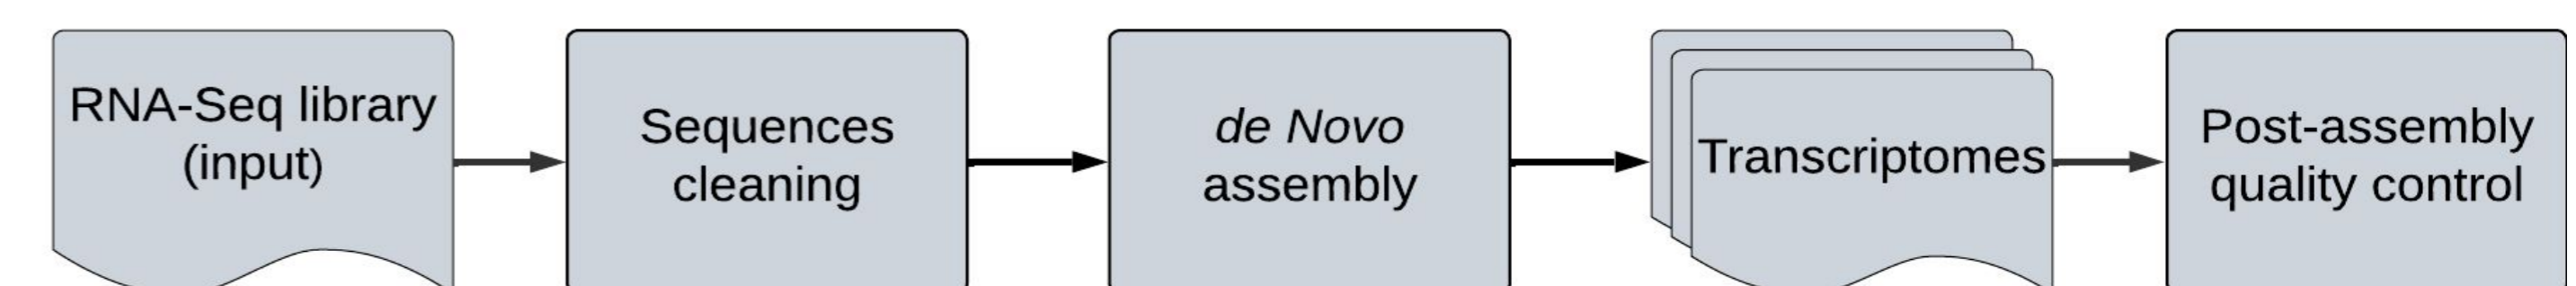 RNA-Seq library
(input)
Sequences
cleaning
de Novo
assembly
Transcriptomes
Post-assembly
quality control